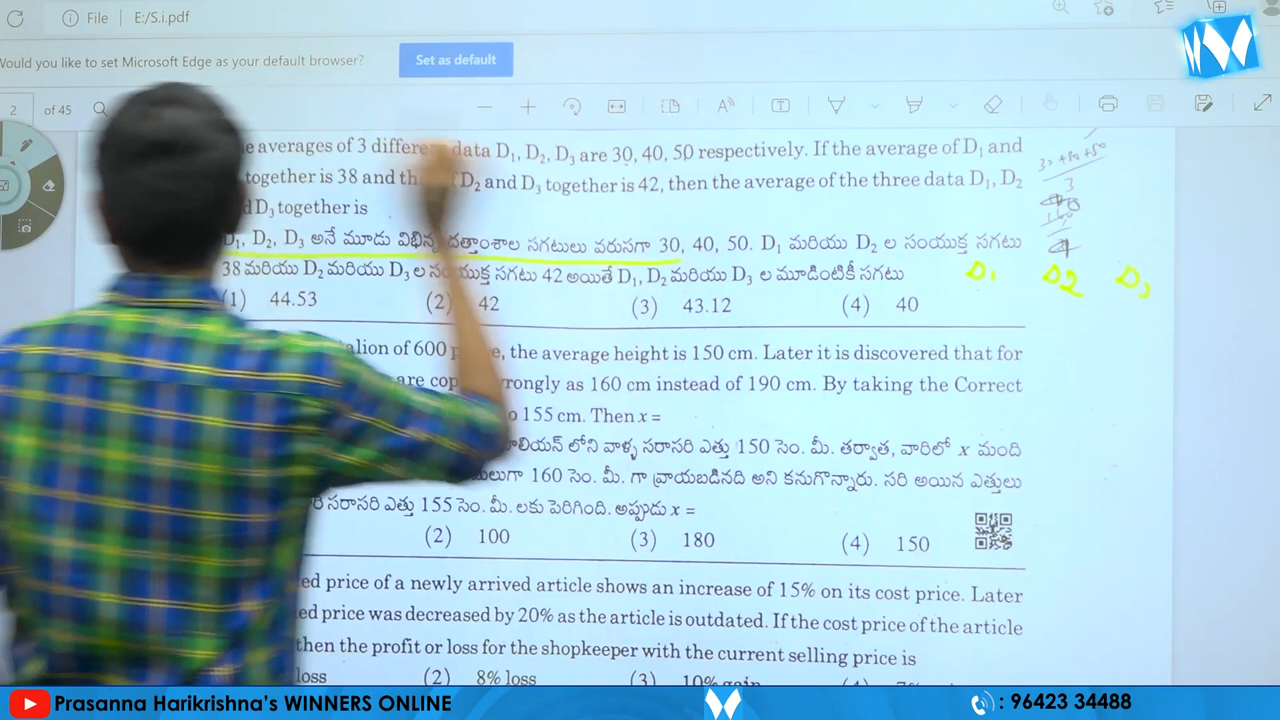 File E:/S.i.pdf
Would you like to set Microsoft Edge as your default browser? Set as default
2 of 45
e averages of 3 differe data D₁, D₂, D₃ are 30, 40, 50 respectively. If the average of D₁ and
together is 38 and th D₂ and D₃ together is 42, then the average of the three data D₁, D₂
d D₃ together is
D₁, D₂, D₃ అనే మూడు విభిన్న దత్తాంశాల సగటులు వరుసగా 30, 40, 50. D₁ మరియు D₂ ల సంయుక్త సగటు
38 మరియు D₂ మరియు D₃ ల సంయుక్త సగటు 42 అయితే D₁, D₂ మరియు D₃ ల మూడింటికీ సగటు
(1) 44.53 (2) 42 (3) 43.12 (4) 40
30 + 40 + 50
3
D1 D2 D3
alion of 600 p e, the average height is 150 cm. Later it is discovered that for
are cop wrongly as 160 cm instead of 190 cm. By taking the Correct
o 155 cm. Then x =
లియన్ లోని వాళ్ళ సరాసరి ఎత్తు 150 సెం. మీ. తర్వాత, వారిలో x మంది
లుగా 160 సెం. మీ. గా వ్రాయబడినది అని కనుగొన్నారు. సరి అయిన ఎత్తులు
రి సరాసరి ఎత్తు 155 సెం. మీ. లకు పెరిగింది. అప్పుడు x =
(2) 100 (3) 180 (4) 150
ed price of a newly arrived article shows an increase of 15% on its cost price. Later
ed price was decreased by 20% as the article is outdated. If the cost price of the article
then the profit or loss for the shopkeeper with the current selling price is
loss (2) 8% loss (3) 10% gain
Prasanna Harikrishna's WINNERS ONLINE : 96423 34488